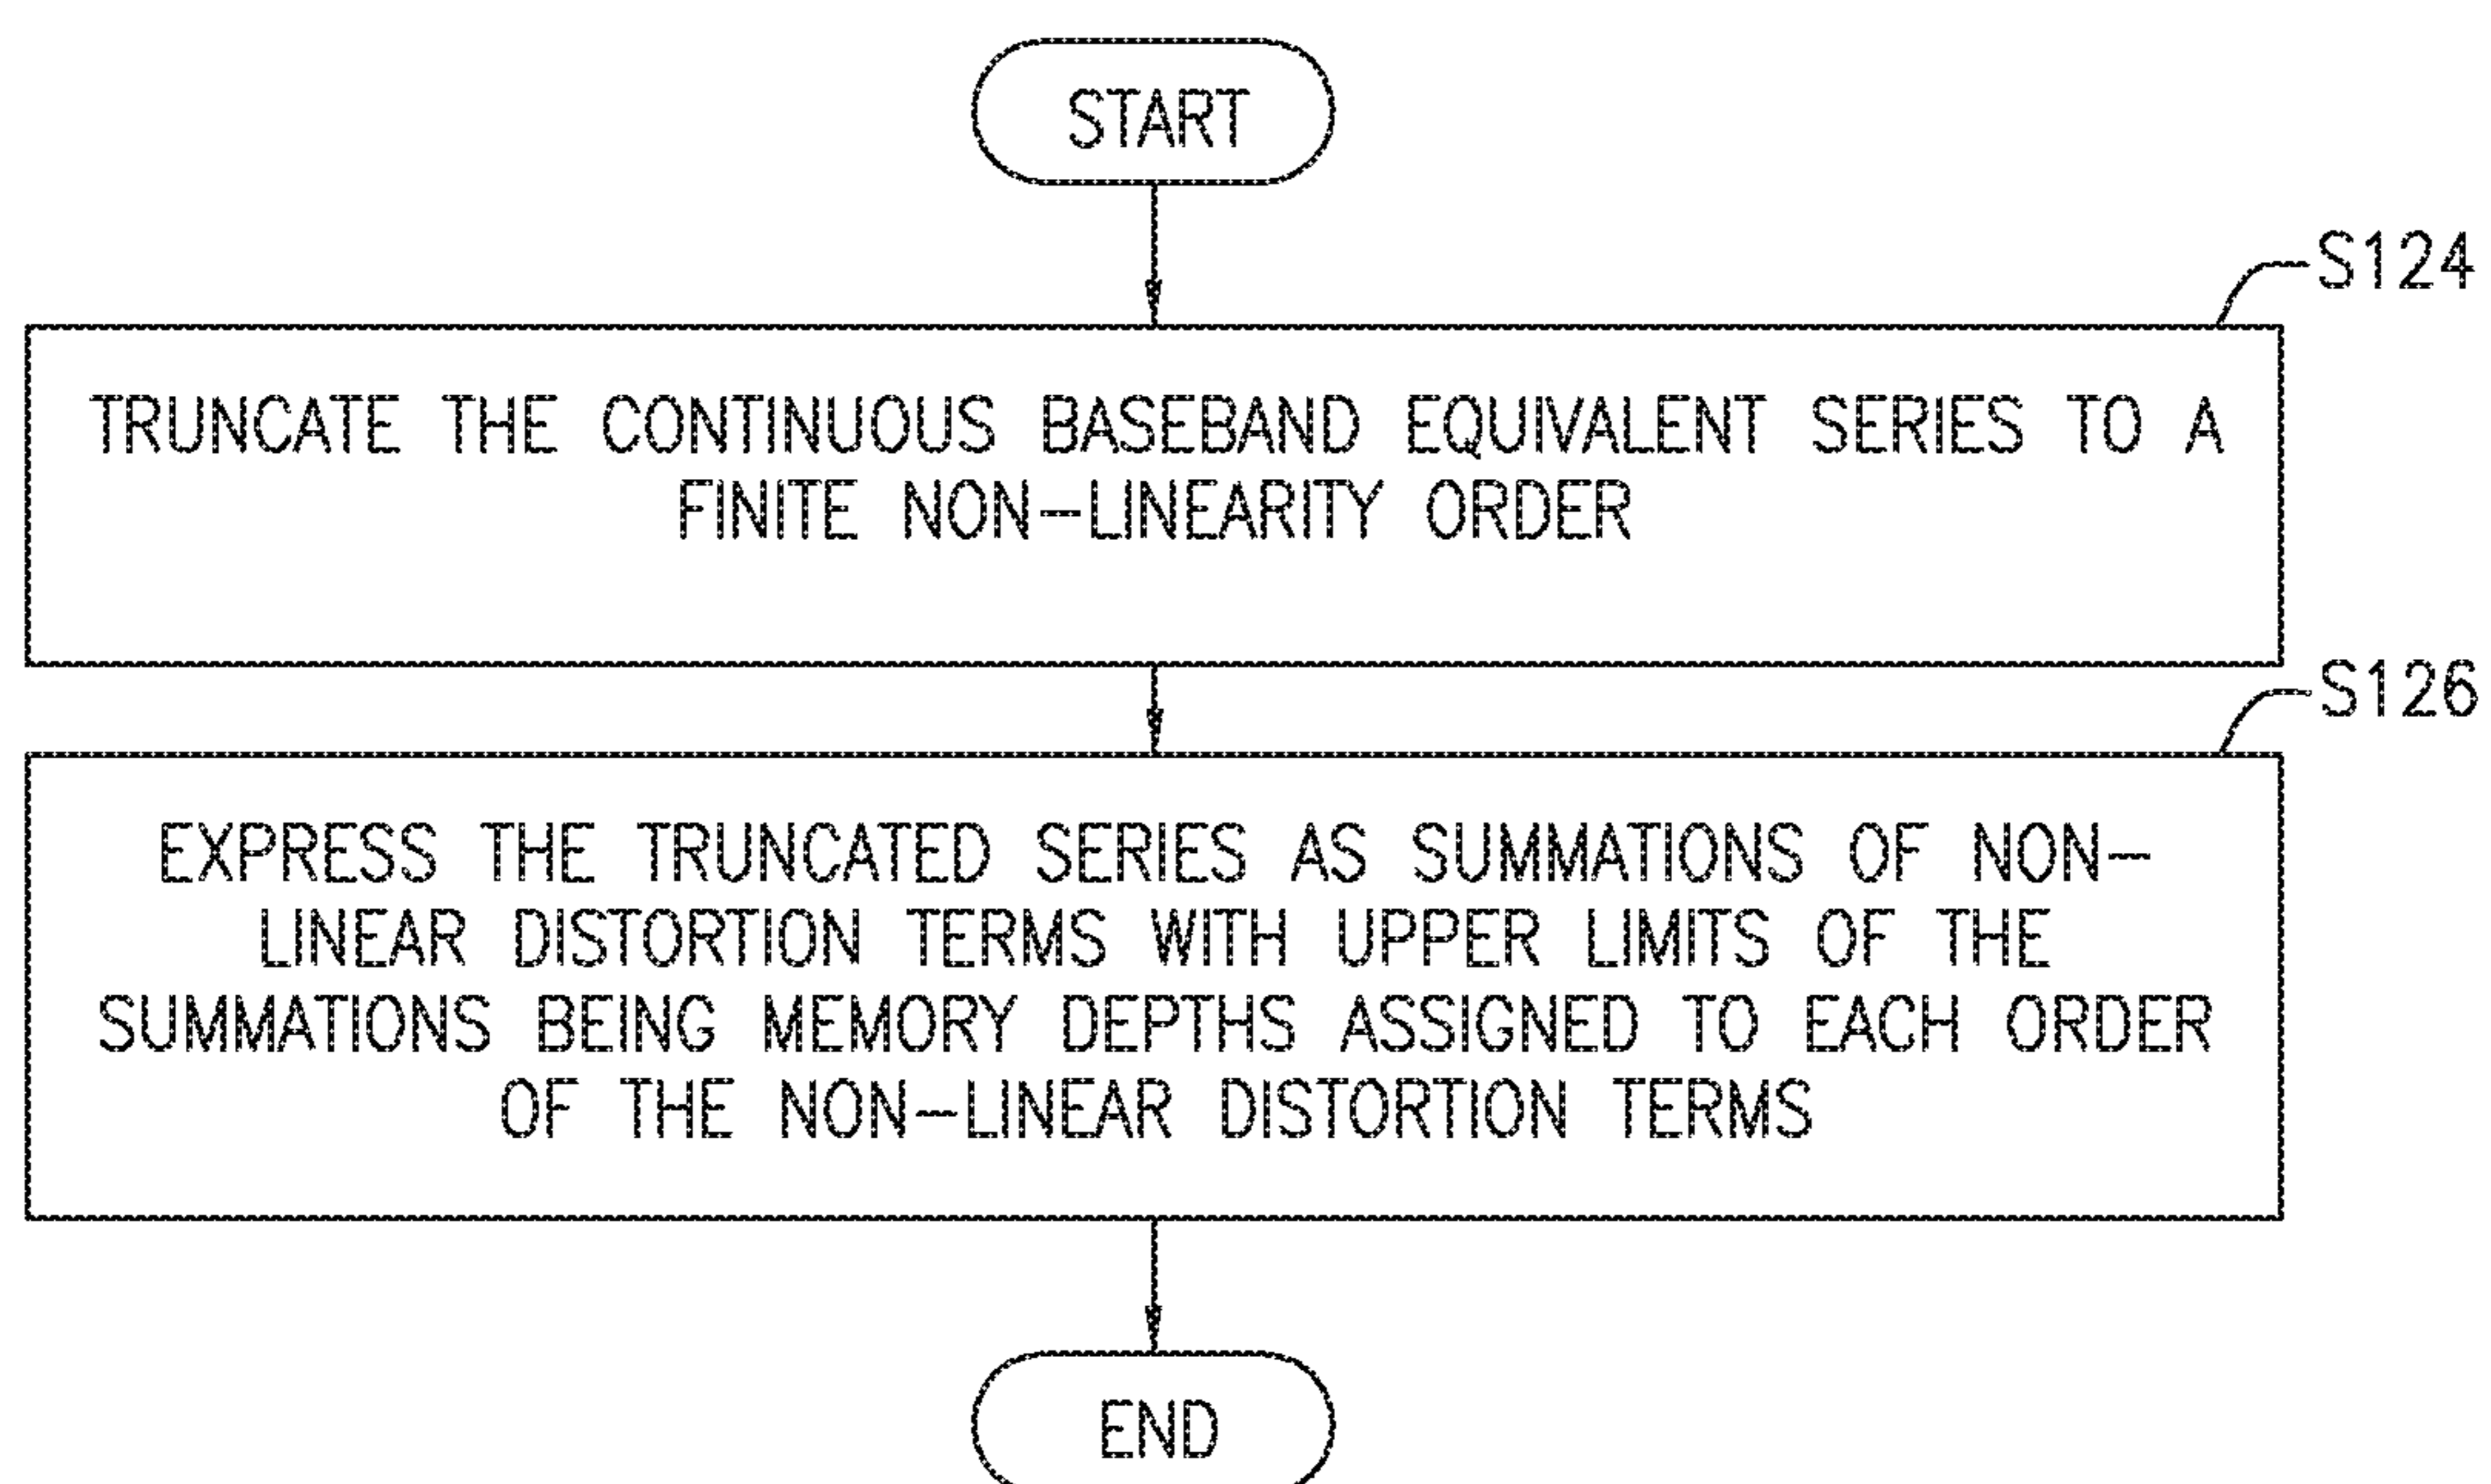 START
S124
TRUNCATE THE CONTINUOUS BASEBAND EQUIVALENT SERIES TO A
FINITE NON-LINEARITY ORDER
S126
EXPRESS THE TRUNCATED SERIES AS SUMMATIONS OF NON-
LINEAR DISTORTION TERMS WITH UPPER LIMITS OF THE
SUMMATIONS BEING MEMORY DEPTHS ASSIGNED TO EACH ORDER
OF THE NON-LINEAR DISTORTION TERMS
END